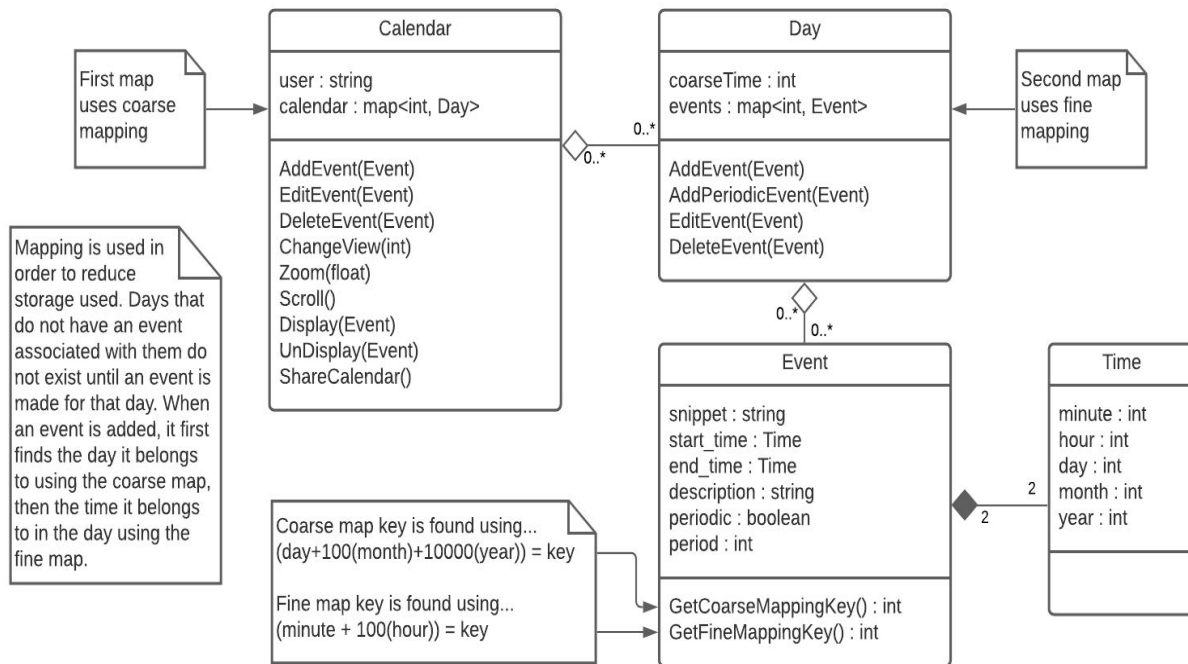 Calendar
user : string
calendar : map<int, Day>
AddEvent(Event)
EditEvent(Event)
DeleteEvent(Event)
ChangeView(int)
Zoom(float)
Scroll()
Display(Event)
UnDisplay(Event)
ShareCalendar()
First map
uses coarse
mapping
0..*
0..*
Day
coarseTime : int
events : map<int, Event>
AddEvent(Event)
AddPeriodicEvent(Event)
EditEvent(Event)
DeleteEvent(Event)
Second map
uses fine
mapping
Mapping is used in
order to reduce
storage used. Days that
do not have an event
associated with them do
not exist until an event is
made for that day. When
an event is added, it first
finds the day it belongs
to using the coarse map,
then the time it belongs
to in the day using the
fine map.
0..*
0..*
Event
snippet : string
start_time : Time
end_time : Time
description : string
periodic : boolean
period : int
GetCoarseMappingKey() : int
GetFineMappingKey() : int
2
2
Time
minute : int
hour : int
day : int
month : int
year : int
Coarse map key is found using...
(day+100(month)+10000(year)) = key
Fine map key is found using...
(minute + 100(hour)) = key